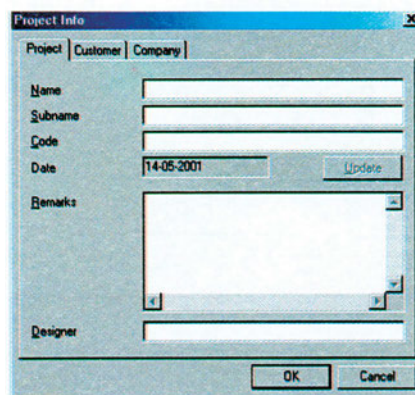 Project Info
Project Customer Company
Name
Subname
Code
Date 14-05-2001 Update
Remarks
Designer
OK Cancel